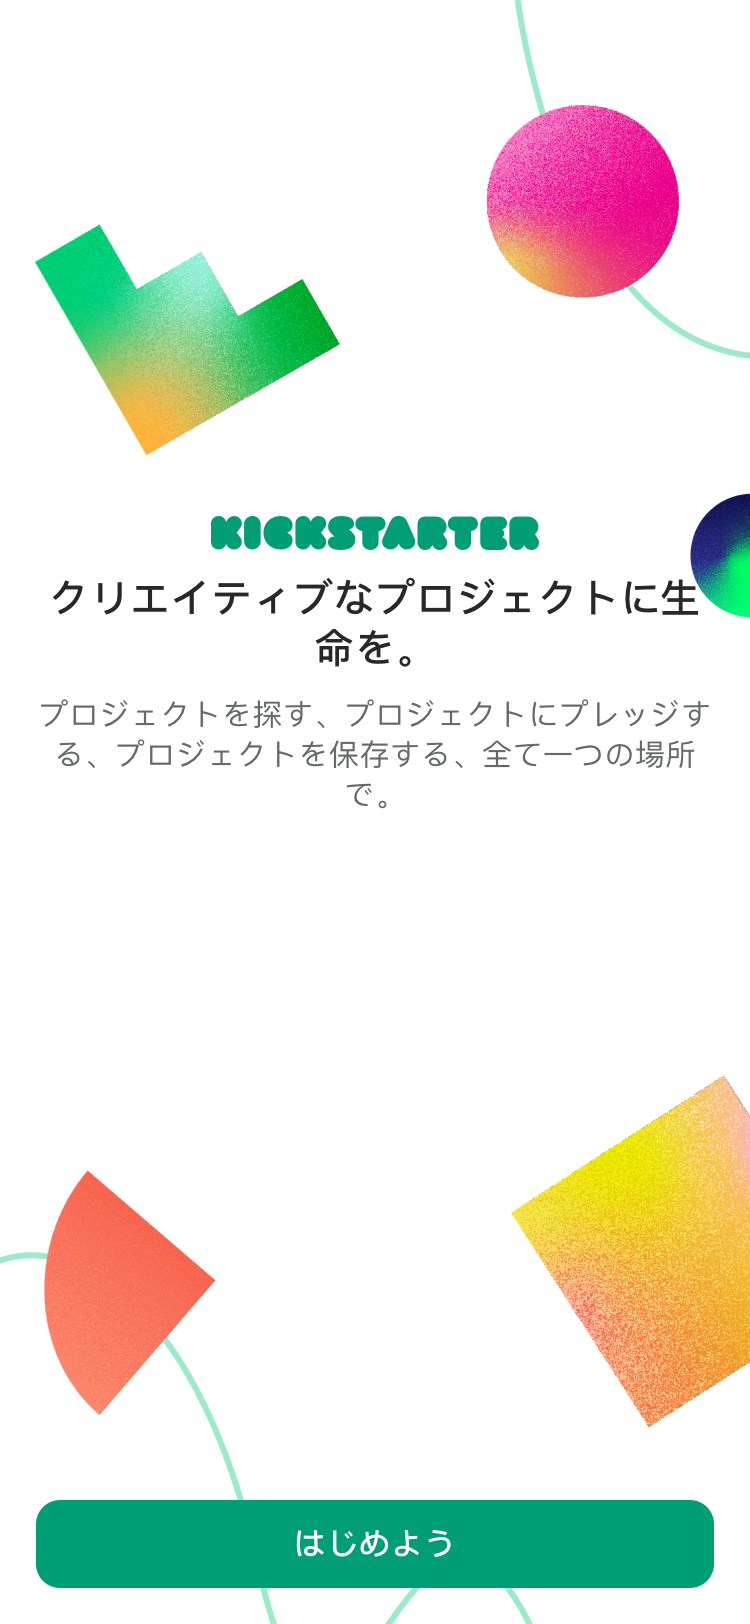 KICKSTARTER
クリエイティブなプロジェクトに生
命を。
プロジェクトを探す、プロジェクトにプレッジす
る、プロジェクトを保存する、全て一つの場所
で。
はじめよう